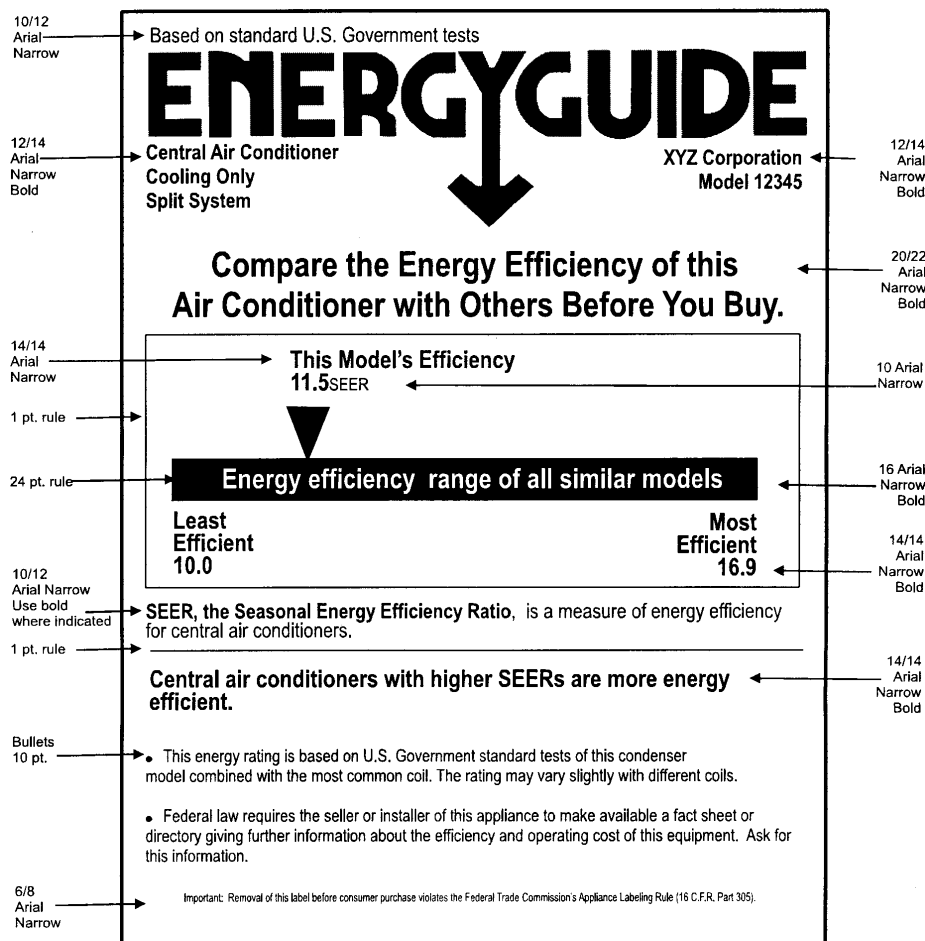 10/12
Arial
Narrow
Based on standard U.S. Government tests
ENERGYGUIDE
12/14
Arial
Narrow
Bold
Central Air Conditioner
Cooling Only
Split System
XYZ Corporation
Model 12345
12/14
Arial
Narrow
Bold
Compare the Energy Efficiency of this
Air Conditioner with Others Before You Buy.
20/22
Arial
Narrow
Bold
14/14
Arial
Narrow
This Model's Efficiency
11.5SEER
10 Arial
Narrow
1 pt. rule
24 pt. rule
Energy efficiency range of all similar models
16 Arial
Narrow
Bold
Least
Efficient
10.0
Most
Efficient
16.9
14/14
Arial
Narrow
Bold
10/12
Arial Narrow
Use bold
where indicated
SEER, the Seasonal Energy Efficiency Ratio, is a measure of energy efficiency
for central air conditioners.
1 pt. rule
Central air conditioners with higher SEERs are more energy
efficient.
14/14
Arial
Narrow
Bold
Bullets
10 pt.
• This energy rating is based on U.S. Government standard tests of this condenser
model combined with the most common coil. The rating may vary slightly with different coils.
• Federal law requires the seller or installer of this appliance to make available a fact sheet or
directory giving further information about the efficiency and operating cost of this equipment. Ask for
this information.
6/8
Arial
Narrow
Important: Removal of this label before consumer purchase violates the Federal Trade Commission's Appliance Labeling Rule (16 C.F.R. Part 305).